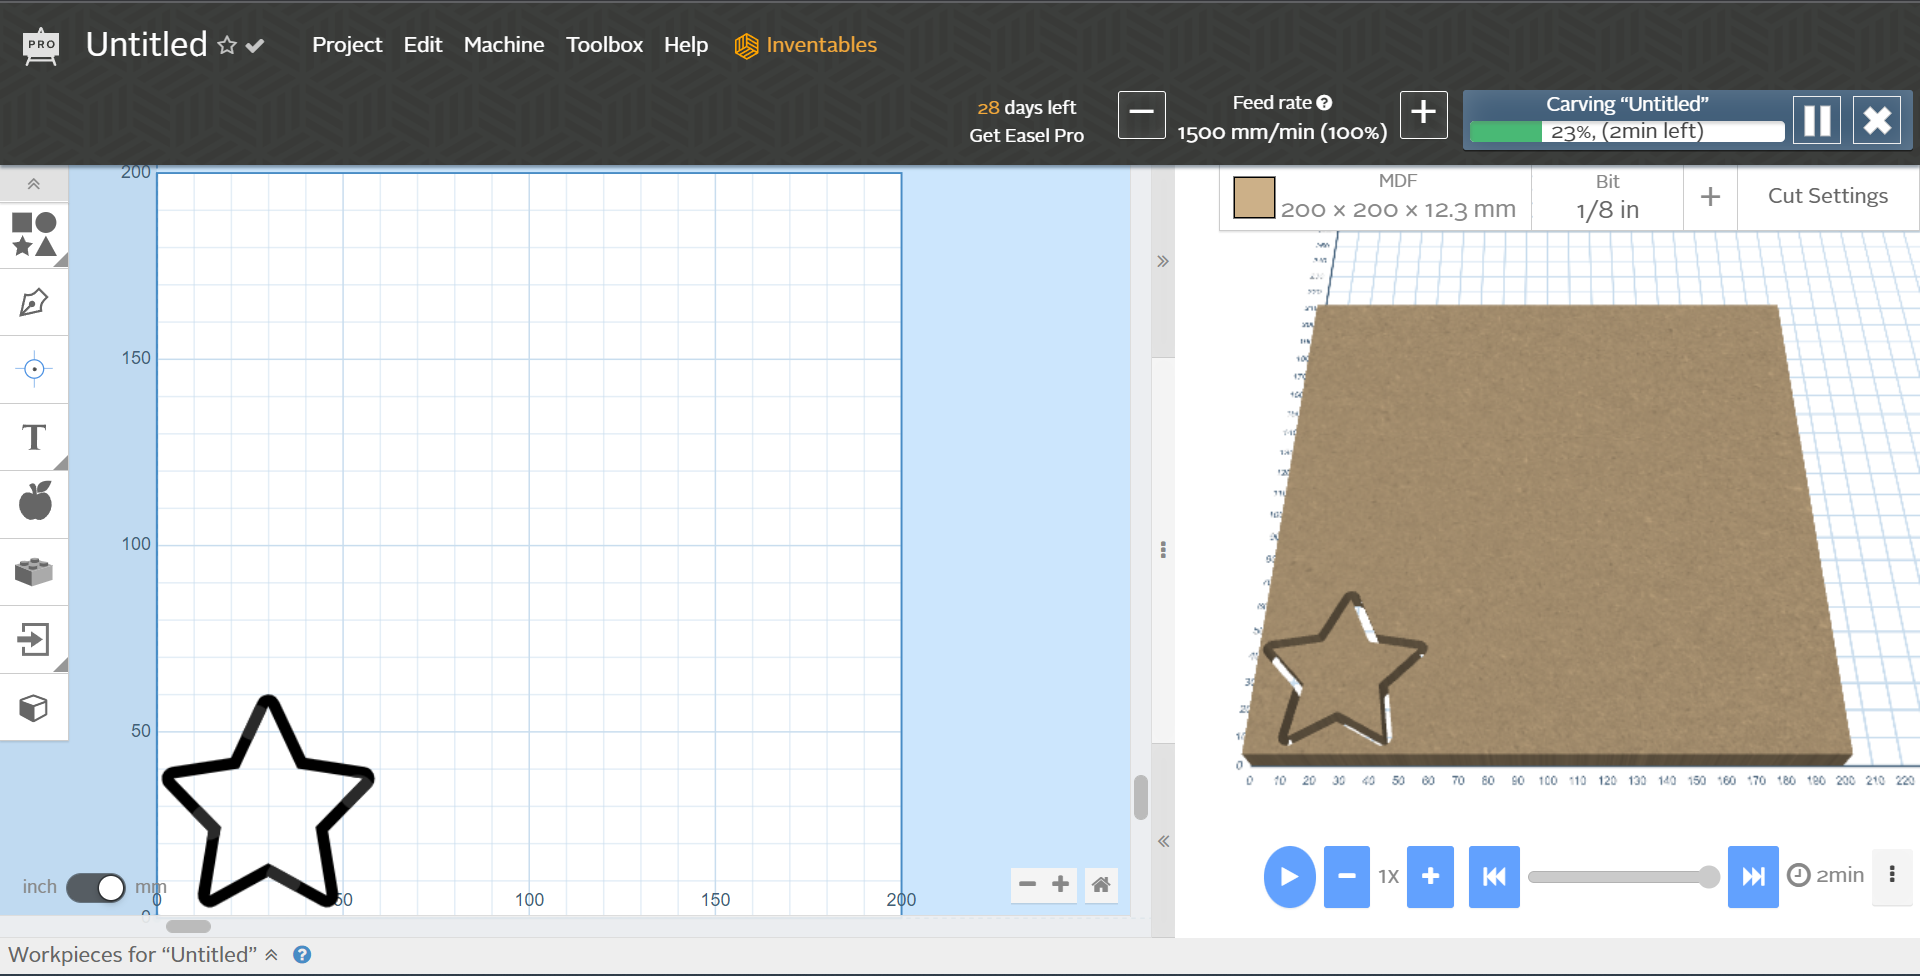 PRO
Untitled
Project Edit Machine Toolbox Help Inventables
28 days left
Get Easel Pro
Feed rate ?
1500 mm/min (100%)
Carving “Untitled”
23%, (2min left)
MDF
200 × 200 × 12.3 mm
Bit
1/8 in
Cut Settings
200
150
100
50
0
0 50 100 150 200
T
inch mm
0 10 20 30 40 50 60 70 80 90 100 110 120 130 140 150 160 170 180 190 200 210 220
0
1X
2min
Workpieces for “Untitled” ?